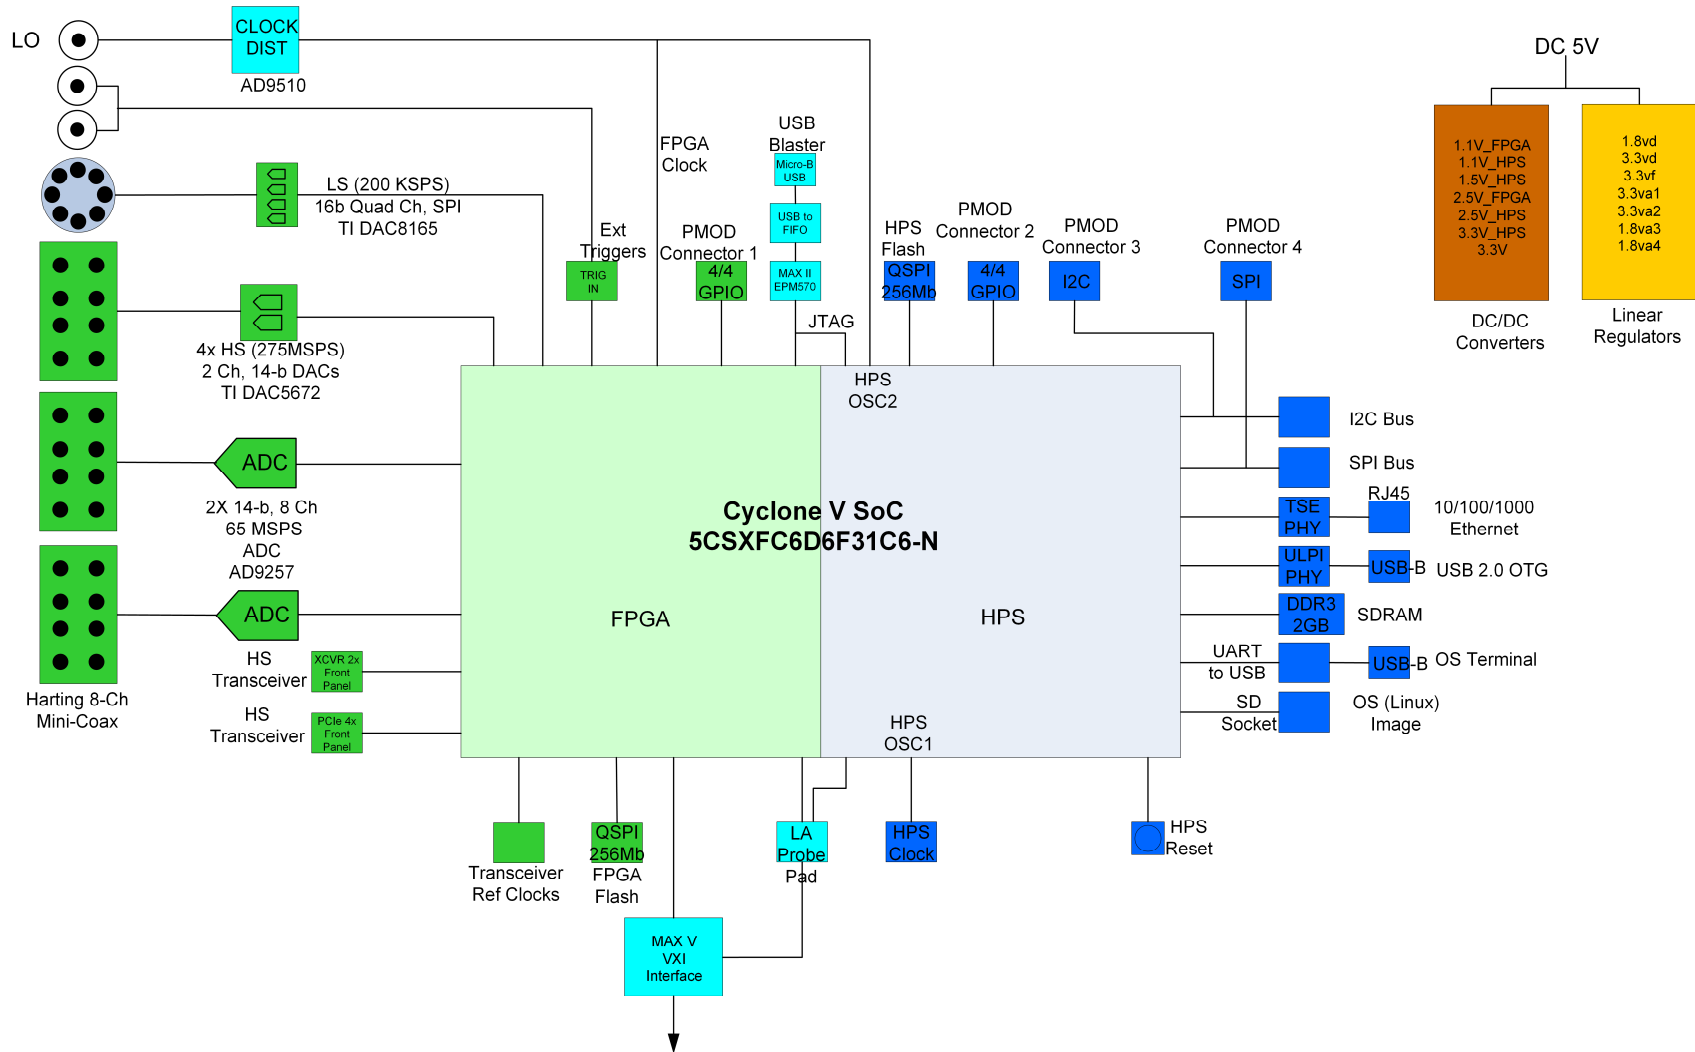 LO
CLOCK
DIST
AD9510
DC 5V
FPGA
Clock
USB
Blaster
Micro-B
USB
USB to
FIFO
MAX II
EPM570
JTAG
LS (200 KSPS)
16b Quad Ch, SPI
TI DAC8165
Ext
Triggers
TRIG
IN
PMOD
Connector 1
4/4
GPIO
HPS
Flash
QSPI
256Mb
PMOD
Connector 2
4/4
GPIO
PMOD
Connector 3
I2C
PMOD
Connector 4
SPI
1.1V_FPGA
1.1V_HPS
1.5V_HPS
2.5V_FPGA
2.5V_HPS
3.3V_HPS
3.3V
DC/DC
Converters
1.8vd
3.3vd
3.3vf
3.3va1
3.3va2
1.8va3
1.8va4
Linear
Regulators
4x HS (275MSPS)
2 Ch, 14-b DACs
TI DAC5672
HPS
OSC2
ADC
2X 14-b, 8 Ch
65 MSPS
ADC
AD9257
ADC
Cyclone V SoC
5CSXFC6D6F31C6-N
FPGA
HPS
I2C Bus
SPI Bus
TSE
PHY
RJ45
10/100/1000
Ethernet
ULPI
PHY
USB-B
USB 2.0 OTG
DDR3
2GB
SDRAM
UART
to USB
USB-B
OS Terminal
SD
Socket
OS (Linux)
Image
Harting 8-Ch
Mini-Coax
HS
Transceiver
XCVR 2x
Front
Panel
HS
Transceiver
PCIe 4x
Front
Panel
HPS
OSC1
Transceiver
Ref Clocks
QSPI
256Mb
FPGA
Flash
LA
Probe
Pad
HPS
Clock
HPS
Reset
MAX V
VXI
Interface